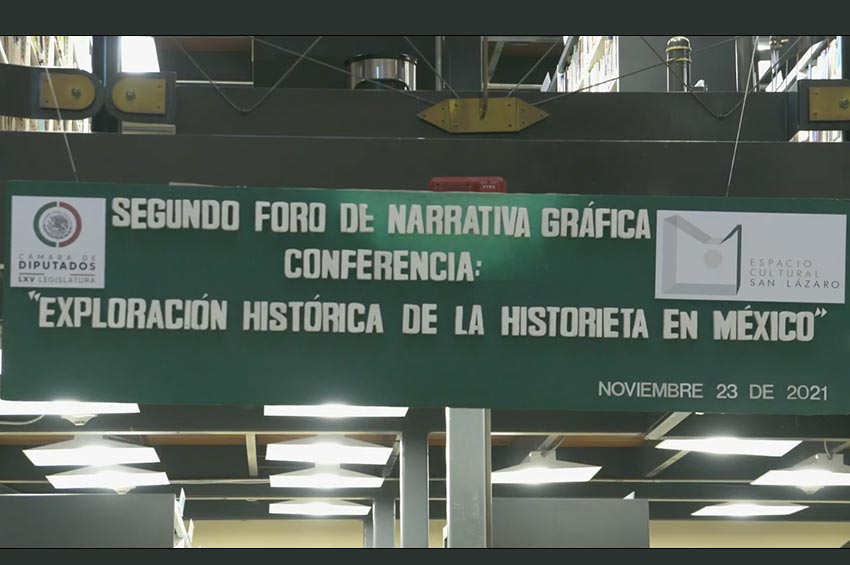 SEGUNDO FORO DE NARRATIVA GRÁFICA
CONFERENCIA:
"EXPLORACIÓN HISTÓRICA DE LA HISTORIETA EN MÉXICO"
NOVIEMBRE 23 DE 2021
CÁMARA DE
DIPUTADOS
LXV LEGISLATURA
ESPACIO
CULTURAL
SAN LÁZARO
FIRE